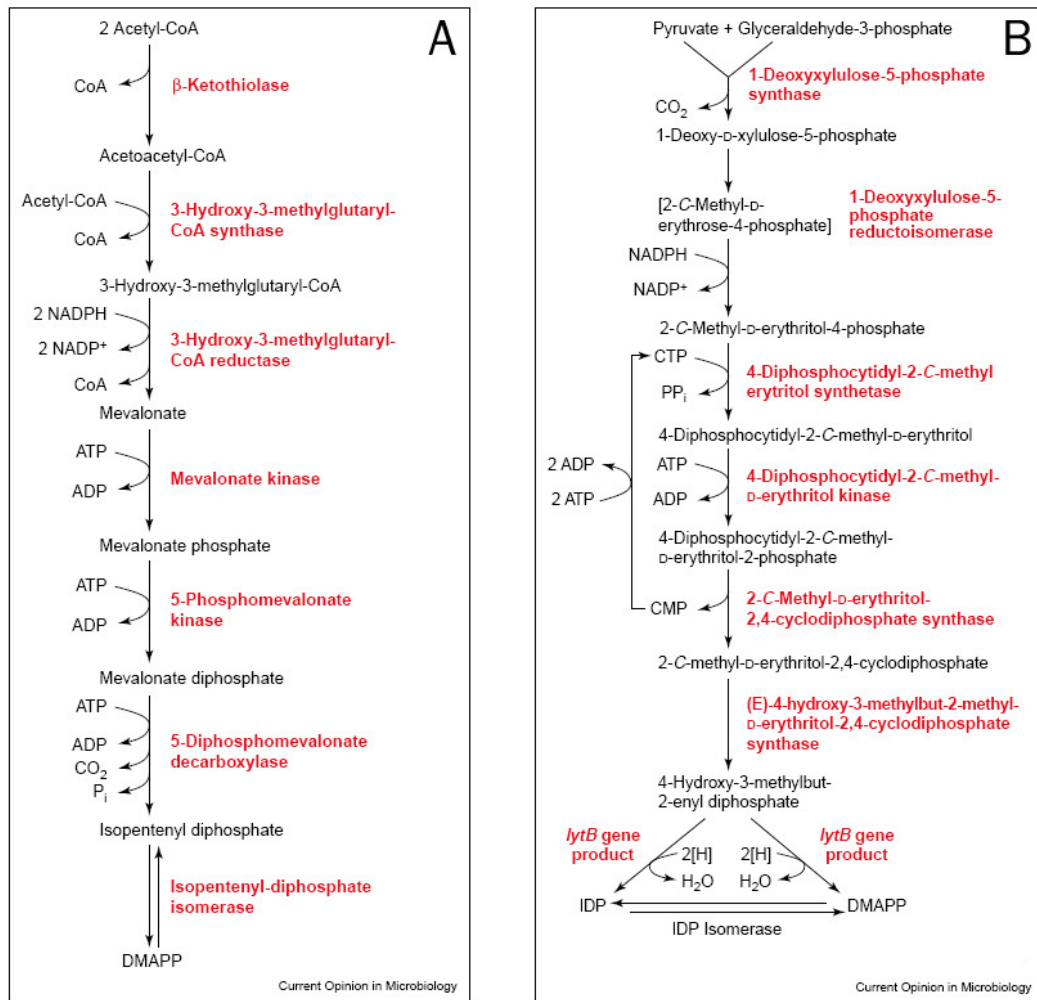 A
2 Acetyl-CoA
CoA
β-Ketothiolase
Acetoacetyl-CoA
Acetyl-CoA
CoA
3-Hydroxy-3-methylglutaryl-
CoA synthase
3-Hydroxy-3-methylglutaryl-CoA
2 NADPH
2 NADP⁺
CoA
3-Hydroxy-3-methylglutaryl-
CoA reductase
Mevalonate
ATP
ADP
Mevalonate kinase
Mevalonate phosphate
ATP
ADP
5-Phosphomevalonate
kinase
Mevalonate diphosphate
ATP
ADP
CO₂
Pᵢ
5-Diphosphomevalonate
decarboxylase
Isopentenyl diphosphate
Isopentenyl-diphosphate
isomerase
DMAPP
Current Opinion in Microbiology
B
Pyruvate + Glyceraldehyde-3-phosphate
CO₂
1-Deoxyxylulose-5-phosphate
synthase
1-Deoxy-D-xylulose-5-phosphate
[2-C-Methyl-D-
erythrose-4-phosphate]
1-Deoxyxylulose-5-
phosphate
reductoisomerase
NADPH
NADP⁺
2-C-Methyl-D-erythritol-4-phosphate
CTP
PPᵢ
4-Diphosphocytidyl-2-C-methyl
erytritol synthetase
4-Diphosphocytidyl-2-C-methyl-D-erythritol
2 ADP
2 ATP
ATP
ADP
4-Diphosphocytidyl-2-C-methyl-
D-erythritol kinase
4-Diphosphocytidyl-2-C-methyl-
D-erythritol-2-phosphate
CMP
2-C-Methyl-D-erythritol-
2,4-cyclodiphosphate synthase
2-C-methyl-D-erythritol-2,4-cyclodiphosphate
(E)-4-hydroxy-3-methylbut-2-methyl-
D-erythritol-2,4-cyclodiphosphate
synthase
4-Hydroxy-3-methylbut-
2-enyl diphosphate
lytB gene
product
2[H]
H₂O
2[H]
H₂O
lytB gene
product
IDP
DMAPP
IDP Isomerase
Current Opinion in Microbiology